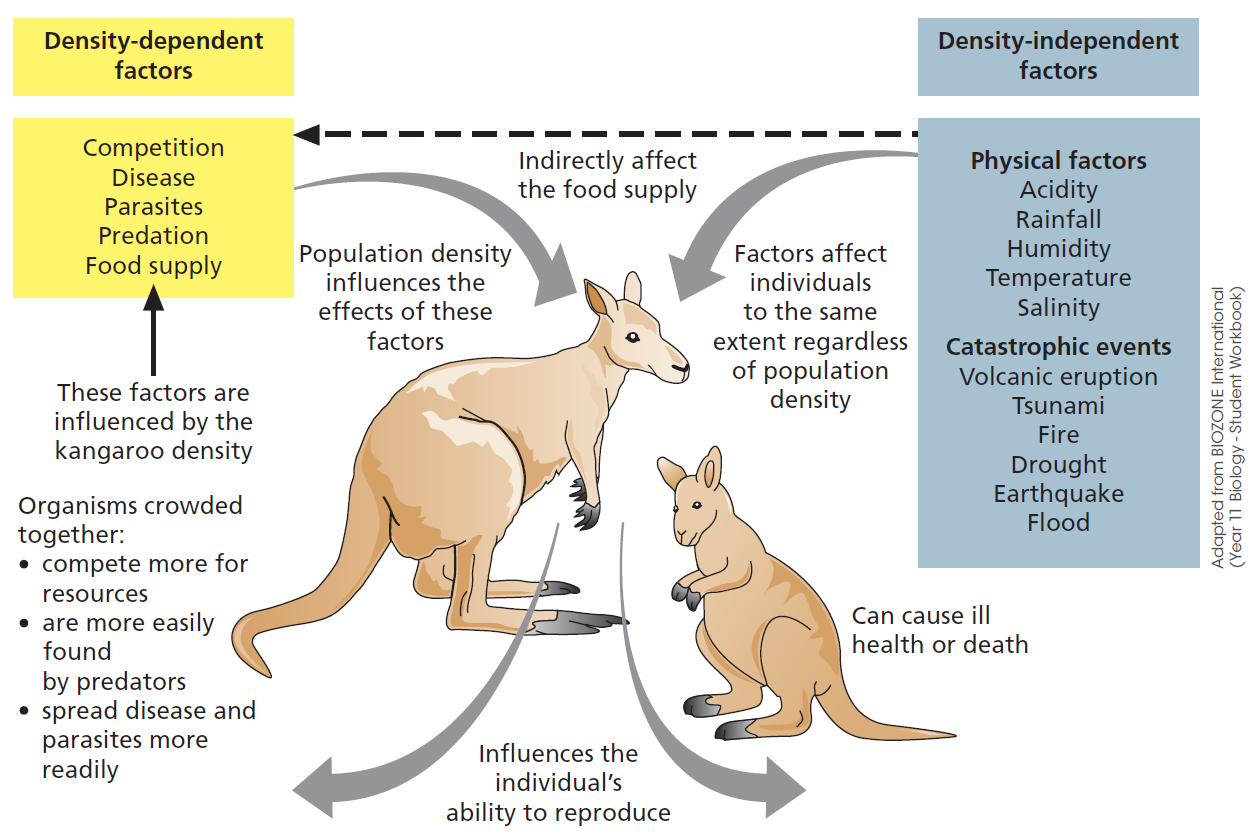 Density-dependent
factors
Density-independent
factors
Competition
Disease
Parasites
Predation
Food supply
Indirectly affect
the food supply
Physical factors
Acidity
Rainfall
Humidity
Temperature
Salinity
Catastrophic events
Volcanic eruption
Tsunami
Fire
Drought
Earthquake
Flood
Population density
influences the
effects of these
factors
Factors affect
individuals
to the same
extent regardless
of population
density
These factors are
influenced by the
kangaroo density
Organisms crowded
together:
• compete more for
resources
• are more easily
found
by predators
• spread disease and
parasites more
readily
Can cause ill
health or death
Influences the
individual’s
ability to reproduce
Adapted from BIOZONE International
(Year 11 Biology - Student Workbook)